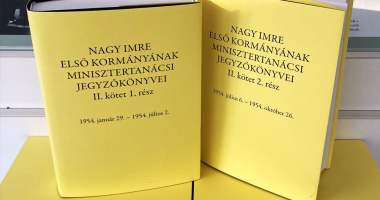 NAGY IMRE
ELSŐ KORMÁNYÁNAK
MINISZTERTANÁCSI
JEGYZŐKÖNYVEI
II. kötet 1. rész
1954. január 29. – 1954. július 2.
NAGY IMRE
ELSŐ KORMÁNYÁNAK
MINISZTERTANÁCSI
JEGYZŐKÖNYVEI
II. kötet 2. rész
1954. július 6. – 1954. október 26.